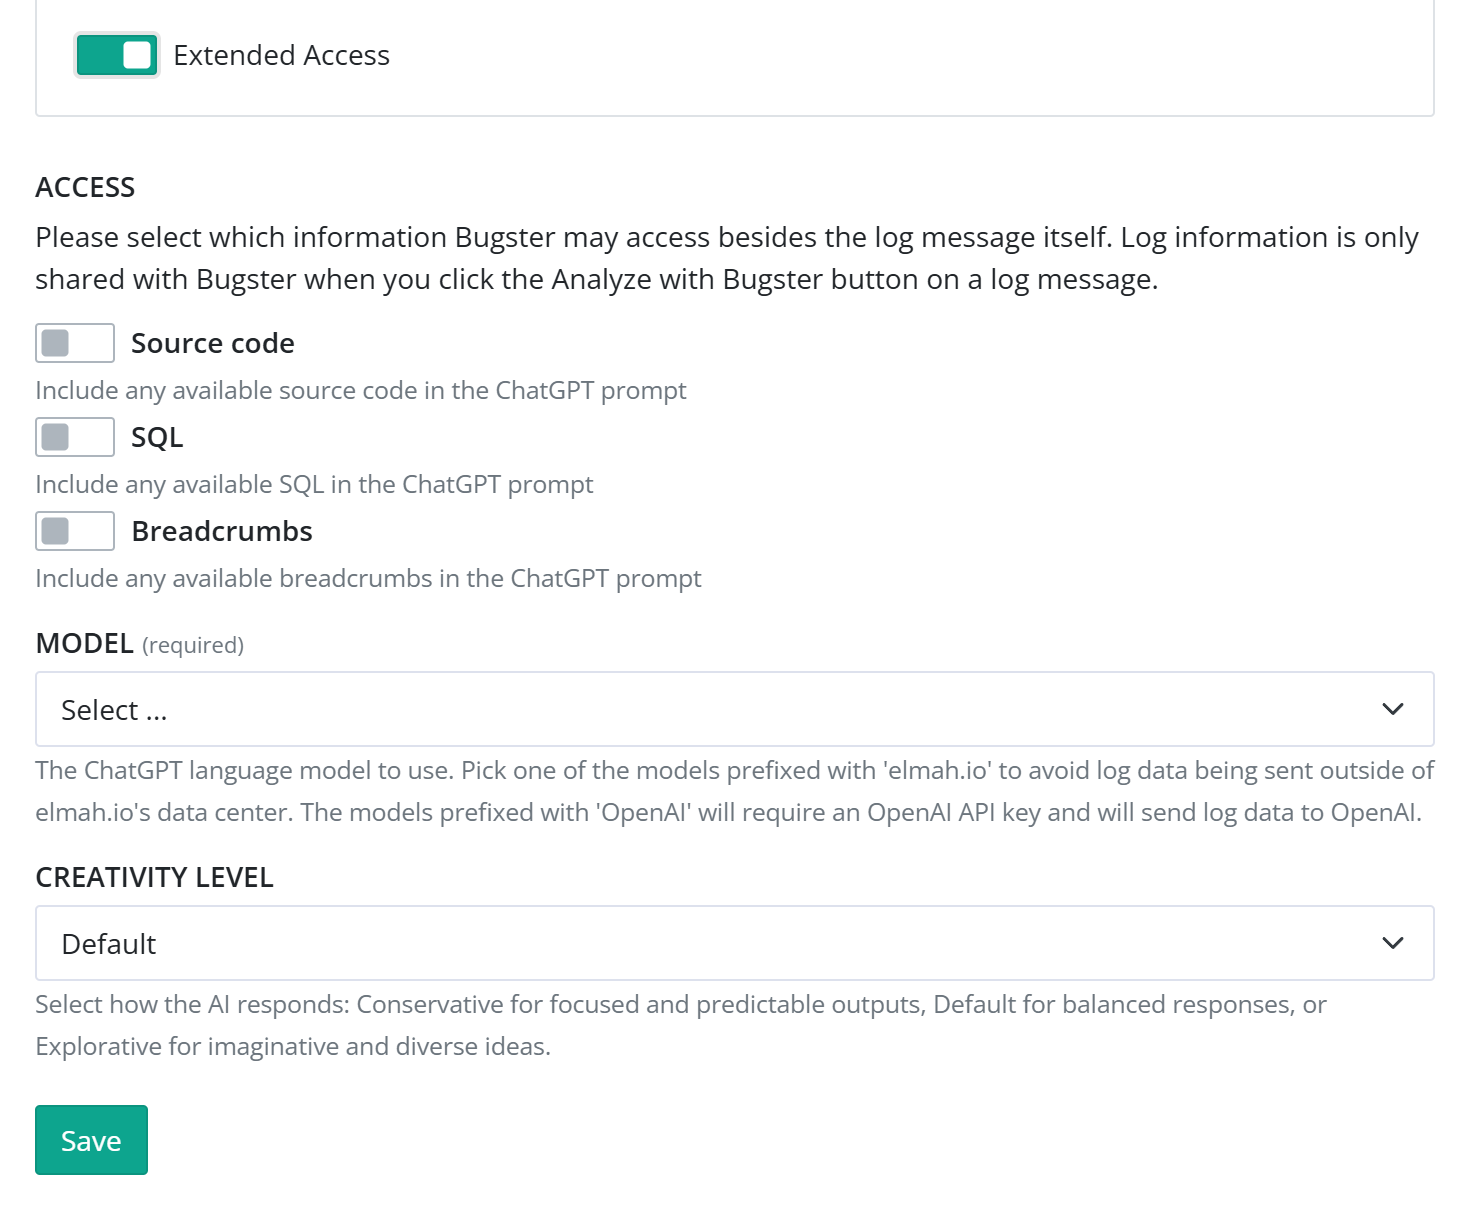 Extended Access
ACCESS
Please select which information Bugster may access besides the log message itself. Log information is only
shared with Bugster when you click the Analyze with Bugster button on a log message.
Source code
Include any available source code in the ChatGPT prompt
SQL
Include any available SQL in the ChatGPT prompt
Breadcrumbs
Include any available breadcrumbs in the ChatGPT prompt
MODEL (required)
Select ...
The ChatGPT language model to use. Pick one of the models prefixed with 'elmah.io' to avoid log data being sent outside of
elmah.io's data center. The models prefixed with 'OpenAI' will require an OpenAI API key and will send log data to OpenAI.
CREATIVITY LEVEL
Default
Select how the AI responds: Conservative for focused and predictable outputs, Default for balanced responses, or
Explorative for imaginative and diverse ideas.
Save